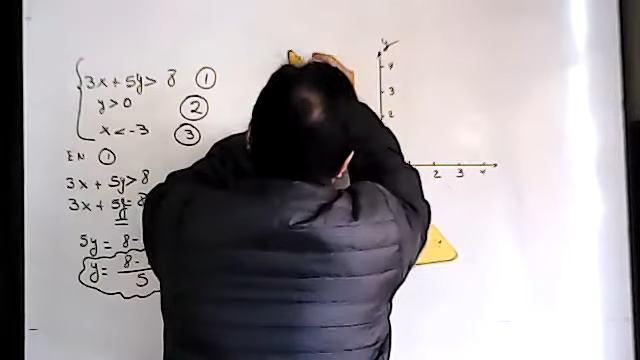 3x + 5y > 8 ①
y > 0 ②
x < -3 ③
EN ①
3x + 5y > 8
3x + 5y = 8
5y = 8 -
y = 8 -
5
y
4
3
2
2 3 4